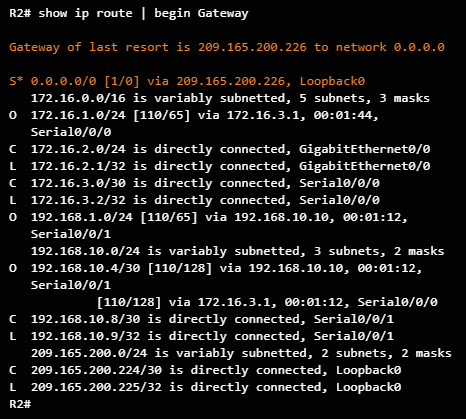 R2# show ip route | begin Gateway
Gateway of last resort is 209.165.200.226 to network 0.0.0.0
S* 0.0.0.0/0 [1/0] via 209.165.200.226, Loopback0
172.16.0.0/16 is variably subnetted, 5 subnets, 3 masks
O 172.16.1.0/24 [110/65] via 172.16.3.1, 00:01:44,
Serial0/0/0
C 172.16.2.0/24 is directly connected, GigabitEthernet0/0
L 172.16.2.1/32 is directly connected, GigabitEthernet0/0
C 172.16.3.0/30 is directly connected, Serial0/0/0
L 172.16.3.2/32 is directly connected, Serial0/0/0
O 192.168.1.0/24 [110/65] via 192.168.10.10, 00:01:12,
Serial0/0/1
192.168.10.0/24 is variably subnetted, 3 subnets, 2 masks
O 192.168.10.4/30 [110/128] via 192.168.10.10, 00:01:12,
Serial0/0/1
[110/128] via 172.16.3.1, 00:01:12, Serial0/0/0
C 192.168.10.8/30 is directly connected, Serial0/0/1
L 192.168.10.9/32 is directly connected, Serial0/0/1
209.165.200.0/24 is variably subnetted, 2 subnets, 2 masks
C 209.165.200.224/30 is directly connected, Loopback0
L 209.165.200.225/32 is directly connected, Loopback0
R2#